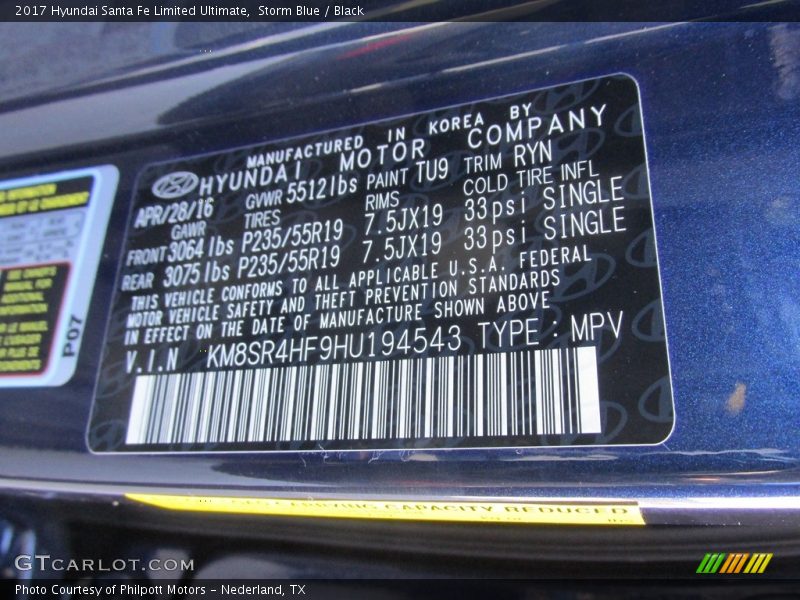 2017 Hyundai Santa Fe Limited Ultimate, Storm Blue / Black
MANUFACTURED IN KOREA BY
HYUNDAI MOTOR COMPANY
APR/28/16 GVWR 5512lbs PAINT TU9 TRIM RYN
GAWR TIRES RIMS COLD TIRE INFL
FRONT 3064 lbs P235/55R19 7.5JX19 33psi SINGLE
REAR 3075 lbs P235/55R19 7.5JX19 33psi SINGLE
THIS VEHICLE CONFORMS TO ALL APPLICABLE U.S.A. FEDERAL
MOTOR VEHICLE SAFETY AND THEFT PREVENTION STANDARDS
IN EFFECT ON THE DATE OF MANUFACTURE SHOWN ABOVE
V.I.N KM8SR4HF9HU194543 TYPE : MPV
P07
CAPACITY REDUCED
GTCARLOT.COM
Photo Courtesy of Philpott Motors - Nederland, TX